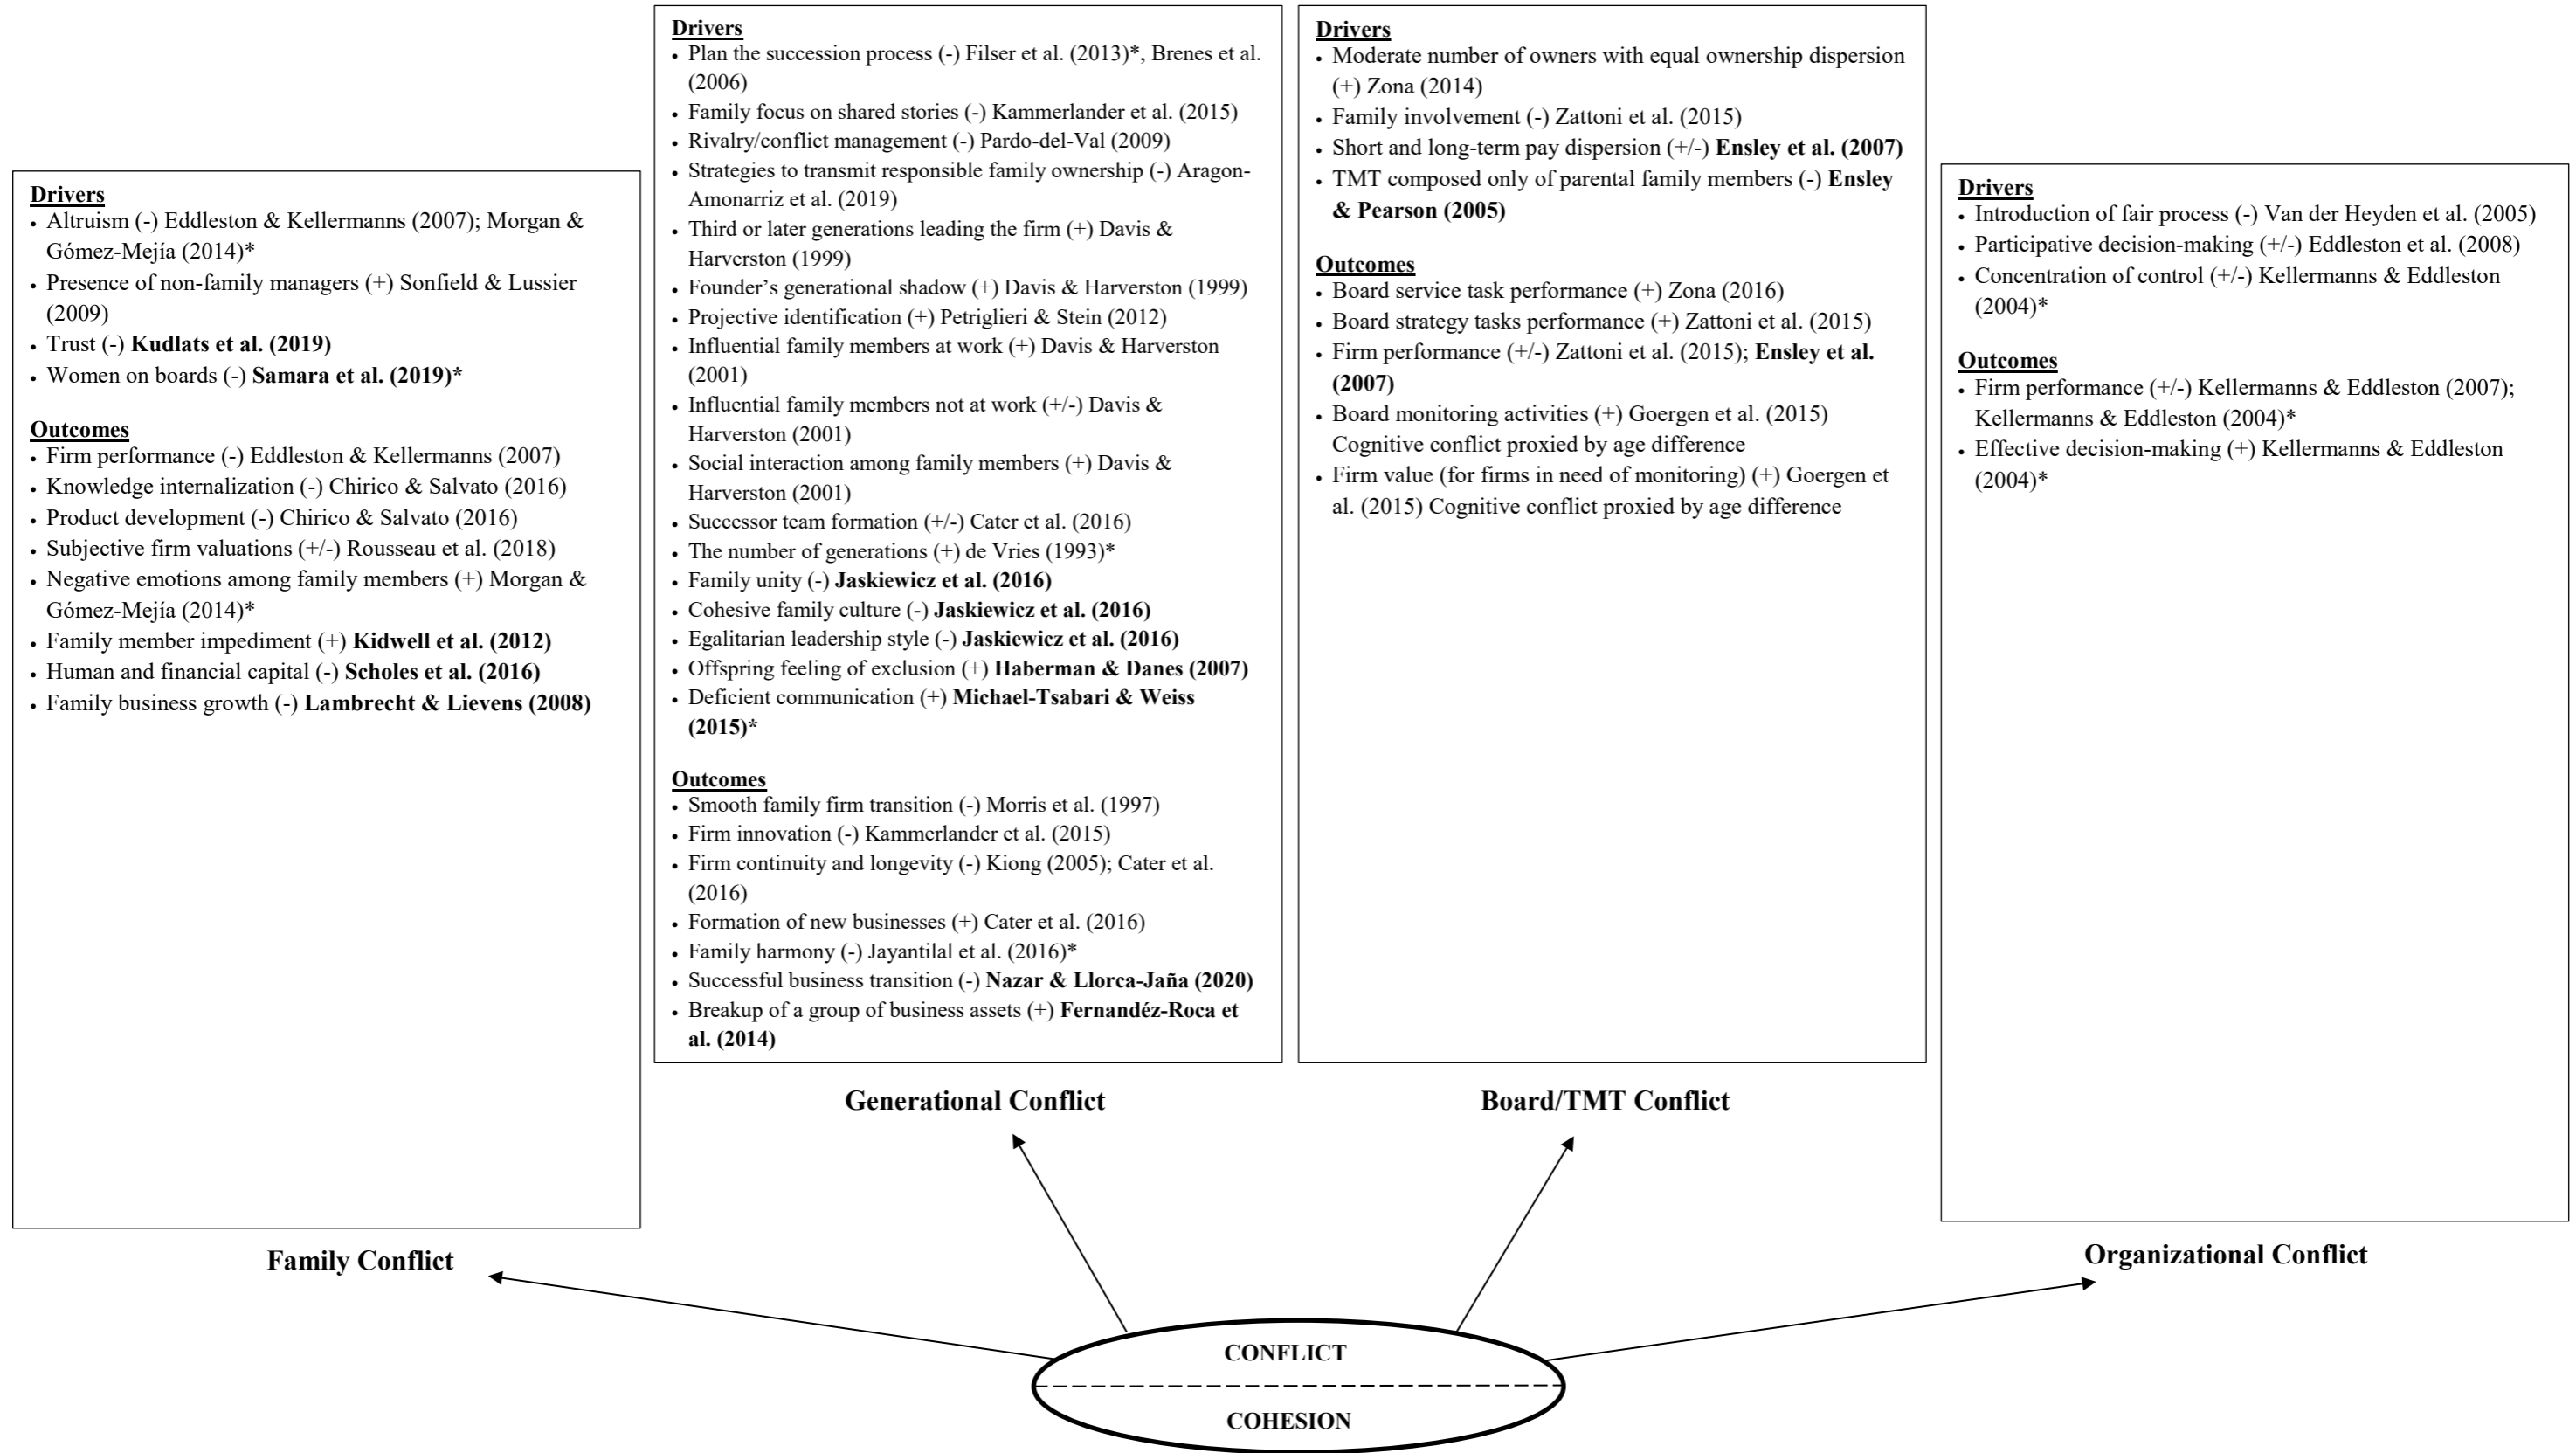 Drivers
• Altruism (-) Eddleston & Kellermanns (2007); Morgan &
Gómez-Mejía (2014)*
• Presence of non-family managers (+) Sonfield & Lussier
(2009)
• Trust (-) Kudlats et al. (2019)
• Women on boards (-) Samara et al. (2019)*
Outcomes
• Firm performance (-) Eddleston & Kellermanns (2007)
• Knowledge internalization (-) Chirico & Salvato (2016)
• Product development (-) Chirico & Salvato (2016)
• Subjective firm valuations (+/-) Rousseau et al. (2018)
• Negative emotions among family members (+) Morgan &
Gómez-Mejía (2014)*
• Family member impediment (+) Kidwell et al. (2012)
• Human and financial capital (-) Scholes et al. (2016)
• Family business growth (-) Lambrecht & Lievens (2008)
Family Conflict
Drivers
• Plan the succession process (-) Filser et al. (2013)*, Brenes et al.
(2006)
• Family focus on shared stories (-) Kammerlander et al. (2015)
• Rivalry/conflict management (-) Pardo-del-Val (2009)
• Strategies to transmit responsible family ownership (-) Aragon-
Amonarriz et al. (2019)
• Third or later generations leading the firm (+) Davis &
Harverston (1999)
• Founder’s generational shadow (+) Davis & Harverston (1999)
• Projective identification (+) Petriglieri & Stein (2012)
• Influential family members at work (+) Davis & Harverston
(2001)
• Influential family members not at work (+/-) Davis &
Harverston (2001)
• Social interaction among family members (+) Davis &
Harverston (2001)
• Successor team formation (+/-) Cater et al. (2016)
• The number of generations (+) de Vries (1993)*
• Family unity (-) Jaskiewicz et al. (2016)
• Cohesive family culture (-) Jaskiewicz et al. (2016)
• Egalitarian leadership style (-) Jaskiewicz et al. (2016)
• Offspring feeling of exclusion (+) Haberman & Danes (2007)
• Deficient communication (+) Michael-Tsabari & Weiss
(2015)*
Outcomes
• Smooth family firm transition (-) Morris et al. (1997)
• Firm innovation (-) Kammerlander et al. (2015)
• Firm continuity and longevity (-) Kiong (2005); Cater et al.
(2016)
• Formation of new businesses (+) Cater et al. (2016)
• Family harmony (-) Jayantilal et al. (2016)*
• Successful business transition (-) Nazar & Llorca-Jaña (2020)
• Breakup of a group of business assets (+) Fernandéz-Roca et
al. (2014)
Generational Conflict
Drivers
• Moderate number of owners with equal ownership dispersion
(+) Zona (2014)
• Family involvement (-) Zattoni et al. (2015)
• Short and long-term pay dispersion (+/-) Ensley et al. (2007)
• TMT composed only of parental family members (-) Ensley
& Pearson (2005)
Outcomes
• Board service task performance (+) Zona (2016)
• Board strategy tasks performance (+) Zattoni et al. (2015)
• Firm performance (+/-) Zattoni et al. (2015); Ensley et al.
(2007)
• Board monitoring activities (+) Goergen et al. (2015)
Cognitive conflict proxied by age difference
• Firm value (for firms in need of monitoring) (+) Goergen et
al. (2015) Cognitive conflict proxied by age difference
Board/TMT Conflict
Drivers
• Introduction of fair process (-) Van der Heyden et al. (2005)
• Participative decision-making (+/-) Eddleston et al. (2008)
• Concentration of control (+/-) Kellermanns & Eddleston
(2004)*
Outcomes
• Firm performance (+/-) Kellermanns & Eddleston (2007);
Kellermanns & Eddleston (2004)*
• Effective decision-making (+) Kellermanns & Eddleston
(2004)*
Organizational Conflict
CONFLICT
COHESION